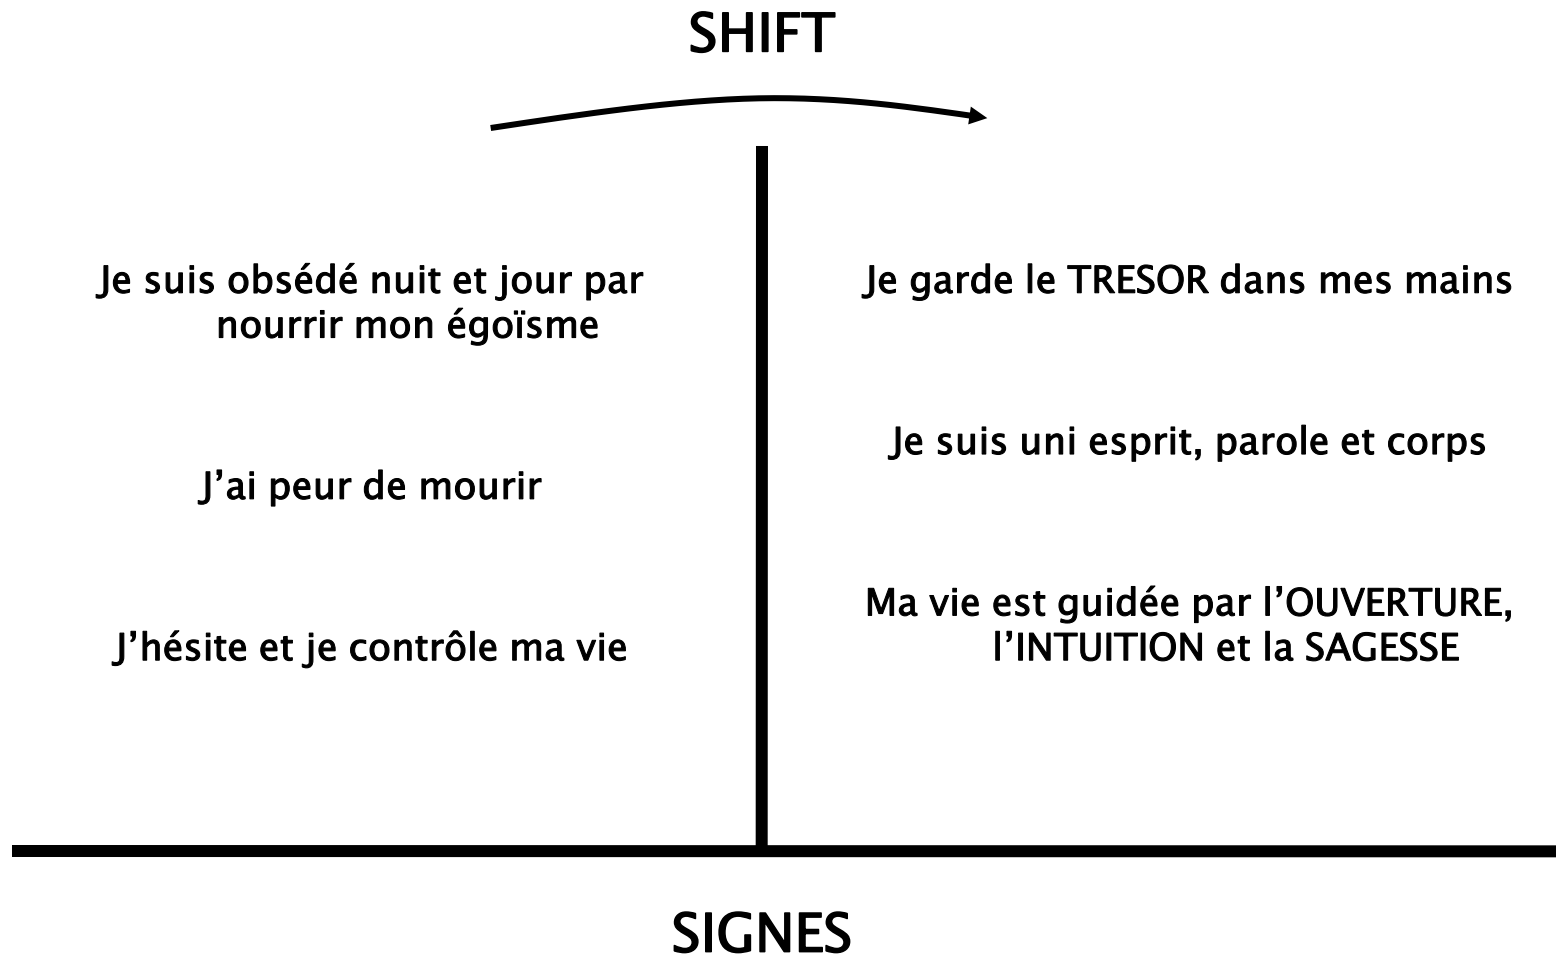 SHIFT
Je suis obsédé nuit et jour par
nourrir mon égoïsme
J’ai peur de mourir
J’hésite et je contrôle ma vie
Je garde le TRESOR dans mes mains
Je suis uni esprit, parole et corps
Ma vie est guidée par l’OUVERTURE,
l’INTUITION et la SAGESSE
SIGNES